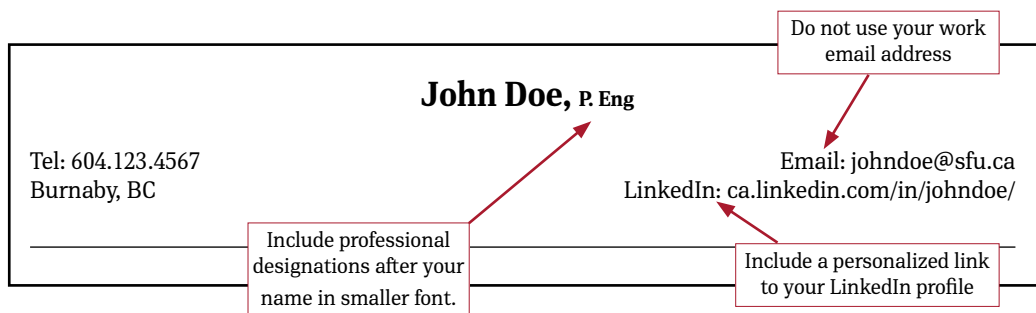 Do not use your work
email address
John Doe, P. Eng
Tel: 604.123.4567
Burnaby, BC
Email: johndoe@sfu.ca
LinkedIn: ca.linkedin.com/in/johndoe/
Include professional
designations after your
name in smaller font.
Include a personalized link
to your LinkedIn profile